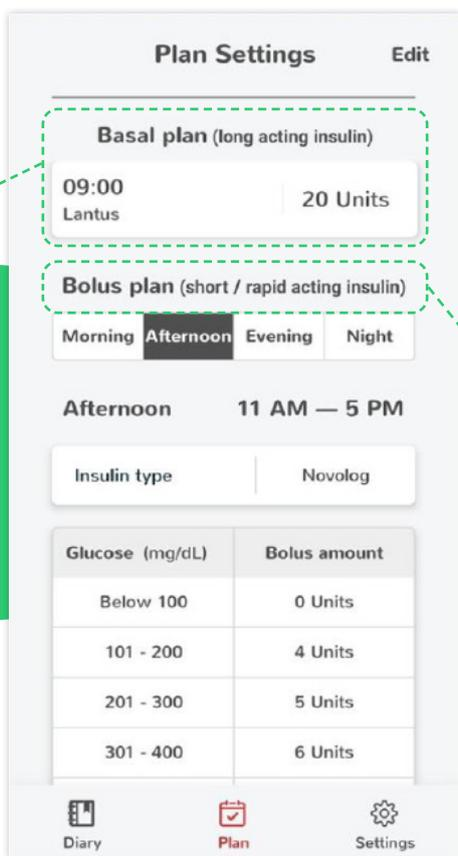 Plan Settings Edit
Basal plan (long acting insulin)
09:00
Lantus
20 Units
Bolus plan (short / rapid acting insulin)
Morning Afternoon Evening Night
Afternoon 11 AM — 5 PM
Insulin type Novolog
Glucose (mg/dL) Bolus amount
Below 100 0 Units
101 - 200 4 Units
201 - 300 5 Units
301 - 400 6 Units
Diary Plan Settings